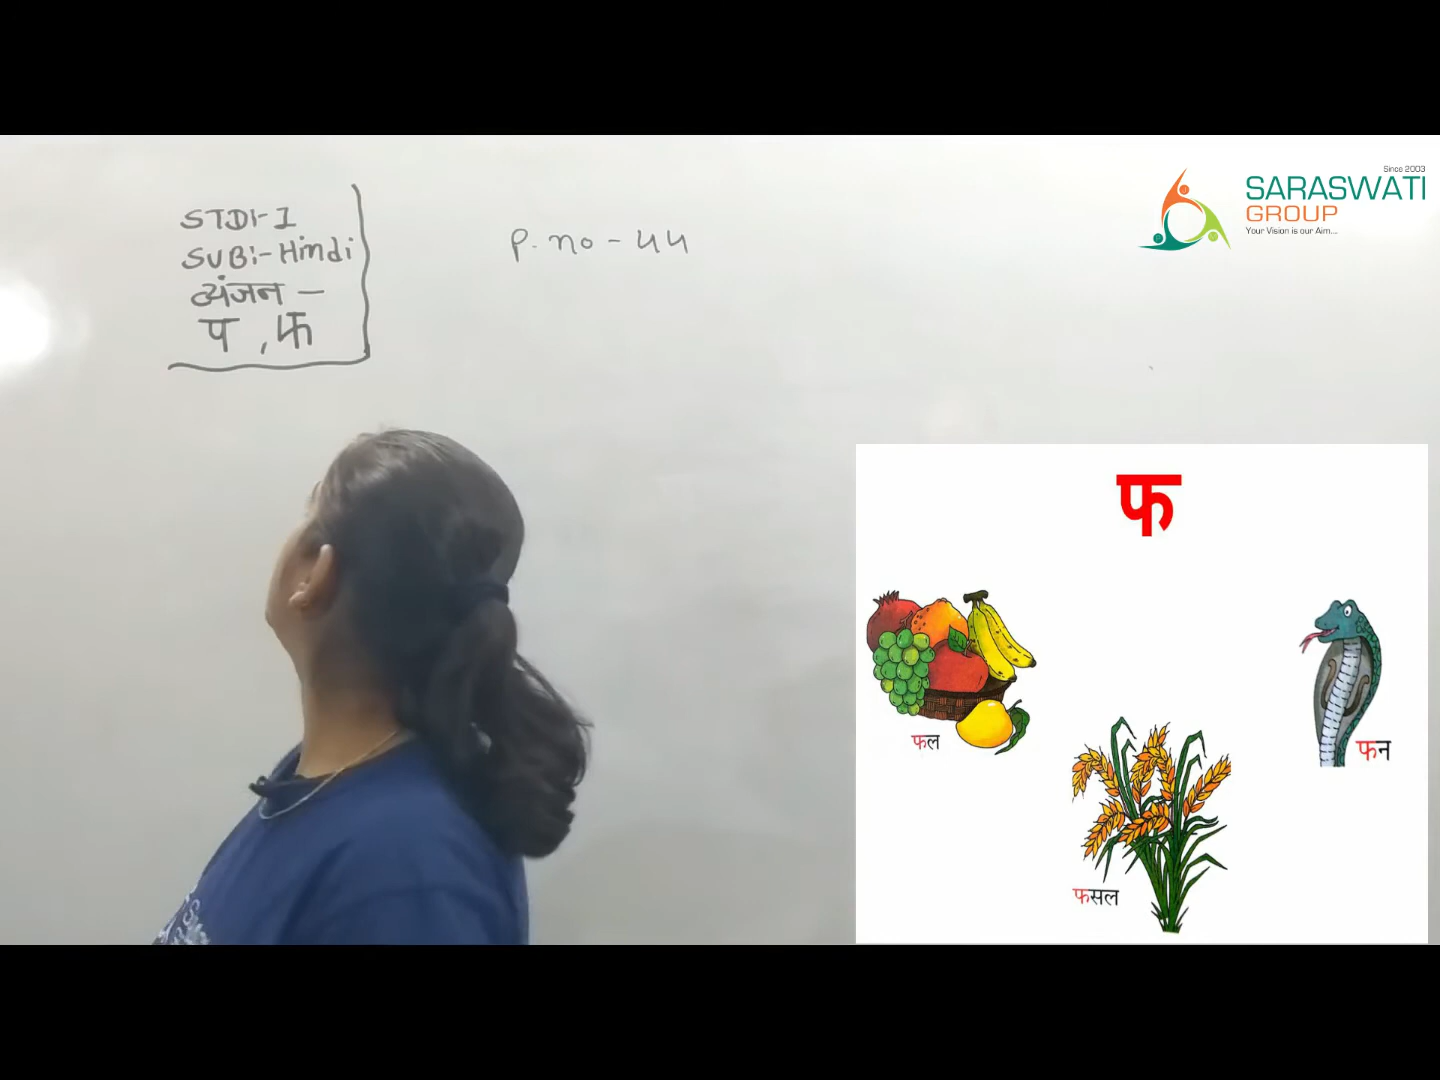 STD:- I
SUB:- Hindi
व्यंजन -
प , फ
P. no - 44
Since 2003
SARASWATI
GROUP
Your Vision is our Aim...
फ
फल
फन
फसल